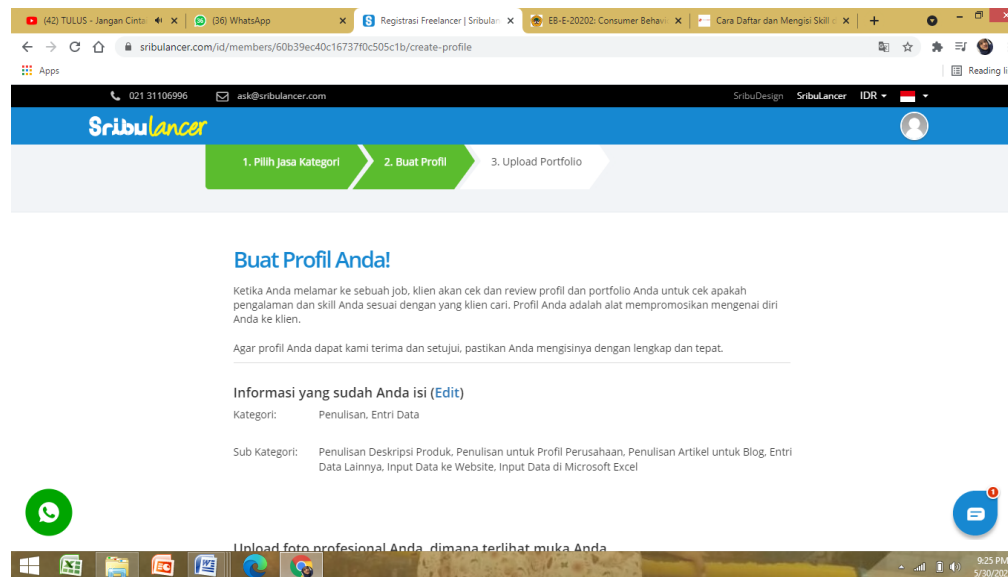 (42) TULUS - Jangan Cinta
(36) WhatsApp
Registrasi Freelancer | Sribulan
EB-E-20202: Consumer Behavi
Cara Daftar dan Mengisi Skill d
sribulancer.com/id/members/60b39ec40c16737f0c505c1b/create-profile
Apps
Reading li
021 31106996
ask@sribulancer.com
SribuDesign
SribuLancer
IDR
Sribulancer
1. Pilih Jasa Kategori
2. Buat Profil
3. Upload Portfolio
Buat Profil Anda!
Ketika Anda melamar ke sebuah job, klien akan cek dan review profil dan portfolio Anda untuk cek apakah
pengalaman dan skill Anda sesuai dengan yang klien cari. Profil Anda adalah alat mempromosikan mengenai diri
Anda ke klien.
Agar profil Anda dapat kami terima dan setujui, pastikan Anda mengisinya dengan lengkap dan tepat.
Informasi yang sudah Anda isi (Edit)
Kategori: Penulisan, Entri Data
Sub Kategori: Penulisan Deskripsi Produk, Penulisan untuk Profil Perusahaan, Penulisan Artikel untuk Blog, Entri
Data Lainnya, Input Data ke Website, Input Data di Microsoft Excel
1
Upload foto profesional Anda, dimana terlihat muka Anda
9:25 PM
5/30/202